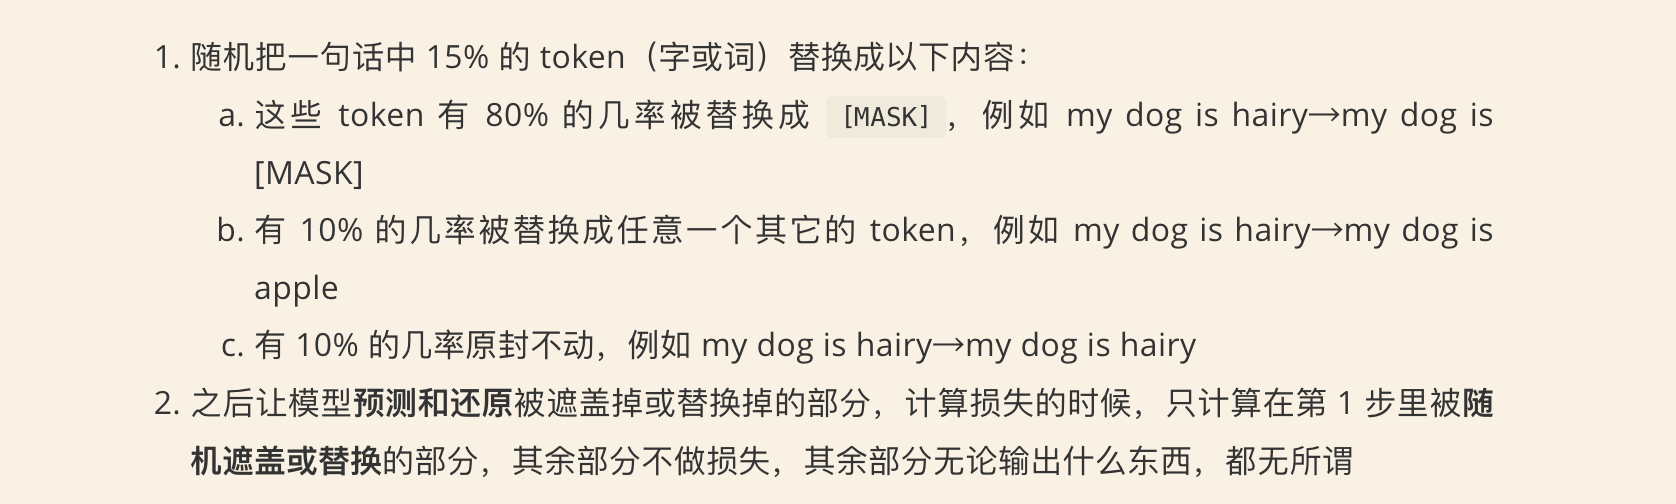 1. 随机把一句话中 15% 的 token（字或词）替换成以下内容：
a. 这些 token 有 80% 的几率被替换成 [MASK]，例如 my dog is hairy→my dog is
[MASK]
b. 有 10% 的几率被替换成任意一个其它的 token，例如 my dog is hairy→my dog is
apple
c. 有 10% 的几率原封不动，例如 my dog is hairy→my dog is hairy
2. 之后让模型预测和还原被遮盖掉或替换掉的部分，计算损失的时候，只计算在第 1 步里被随
机遮盖或替换的部分，其余部分不做损失，其余部分无论输出什么东西，都无所谓